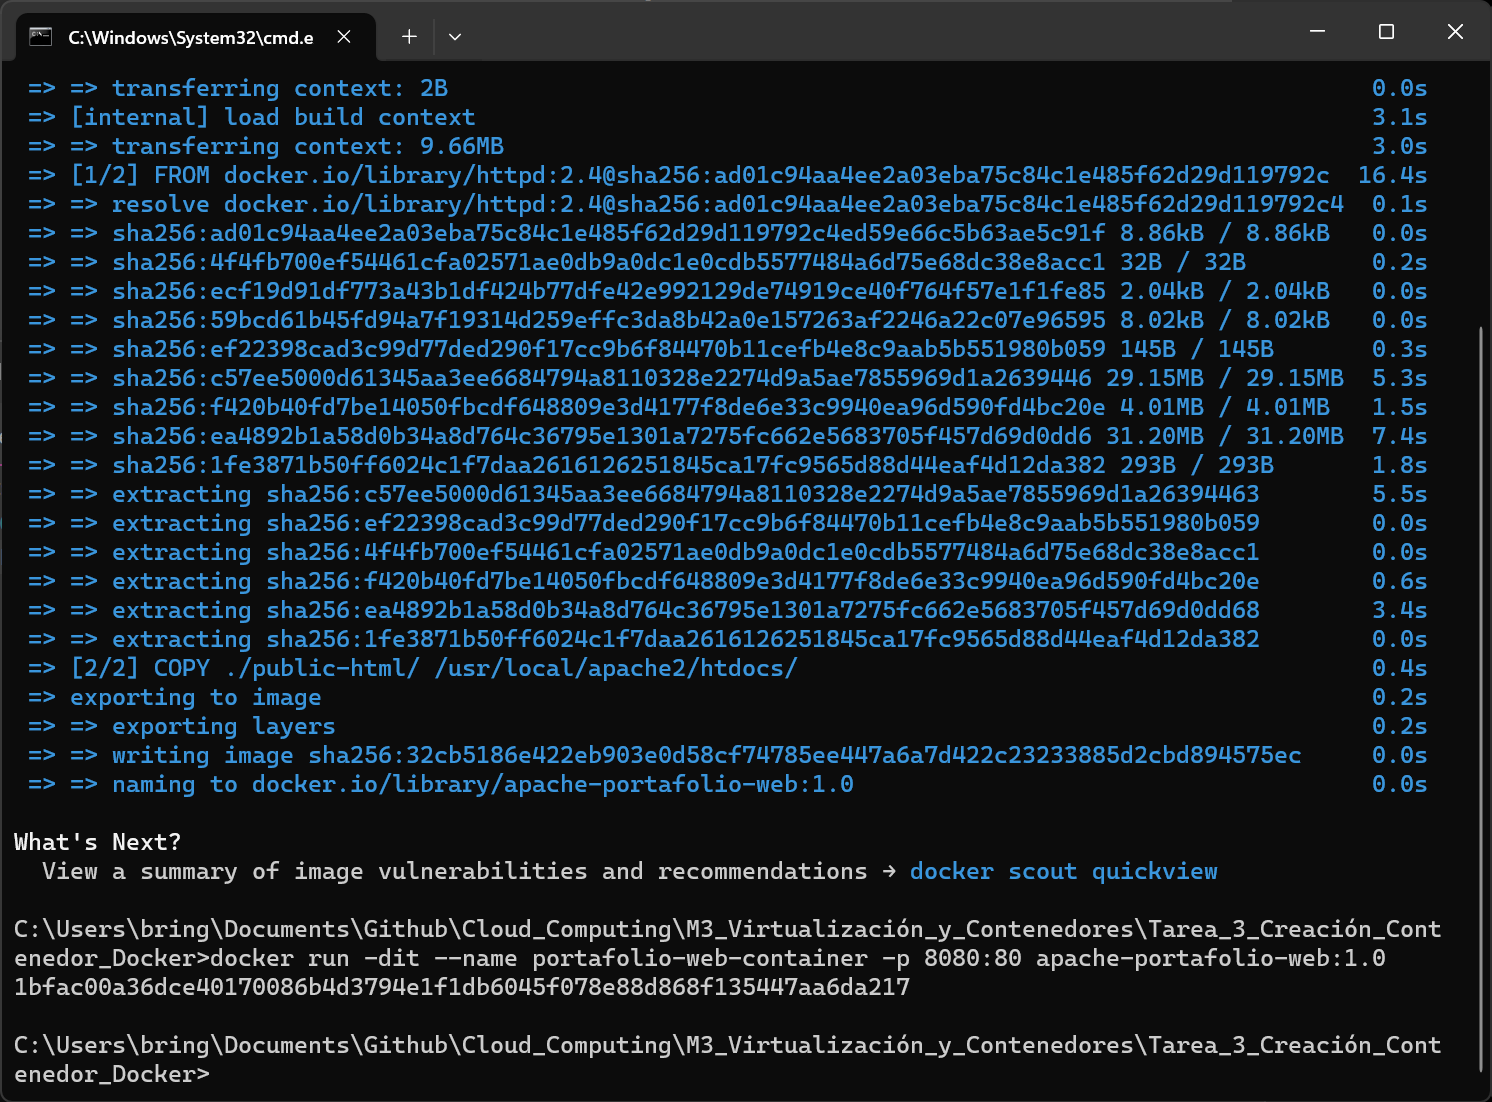 C:\Windows\System32\cmd.e
=> => transferring context: 2B 0.0s
=> [internal] load build context 3.1s
=> => transferring context: 9.66MB 3.0s
=> [1/2] FROM docker.io/library/httpd:2.4@sha256:ad01c94aa4ee2a03eba75c84c1e485f62d29d119792c 16.4s
=> => resolve docker.io/library/httpd:2.4@sha256:ad01c94aa4ee2a03eba75c84c1e485f62d29d119792c4 0.1s
=> => sha256:ad01c94aa4ee2a03eba75c84c1e485f62d29d119792c4ed59e66c5b63ae5c91f 8.86kB / 8.86kB 0.0s
=> => sha256:4f4fb700ef54461cfa02571ae0db9a0dc1e0cdb5577484a6d75e68dc38e8acc1 32B / 32B 0.2s
=> => sha256:ecf19d91df773a43b1df424b77dfe42e992129de74919ce40f764f57e1f1fe85 2.04kB / 2.04kB 0.0s
=> => sha256:59bcd61b45fd94a7f19314d259effc3da8b42a0e157263af2246a22c07e96595 8.02kB / 8.02kB 0.0s
=> => sha256:ef22398cad3c99d77ded290f17cc9b6f84470b11cefb4e8c9aab5b551980b059 145B / 145B 0.3s
=> => sha256:c57ee5000d61345aa3ee6684794a8110328e2274d9a5ae7855969d1a2639446 29.15MB / 29.15MB 5.3s
=> => sha256:f420b40fd7be14050fbcdf648809e3d4177f8de6e33c9940ea96d590fd4bc20e 4.01MB / 4.01MB 1.5s
=> => sha256:ea4892b1a58d0b34a8d764c36795e1301a7275fc662e5683705f457d69d0dd6 31.20MB / 31.20MB 7.4s
=> => sha256:1fe3871b50ff6024c1f7daa2616126251845ca17fc9565d88d44eaf4d12da382 293B / 293B 1.8s
=> => extracting sha256:c57ee5000d61345aa3ee6684794a8110328e2274d9a5ae7855969d1a26394463 5.5s
=> => extracting sha256:ef22398cad3c99d77ded290f17cc9b6f84470b11cefb4e8c9aab5b551980b059 0.0s
=> => extracting sha256:4f4fb700ef54461cfa02571ae0db9a0dc1e0cdb5577484a6d75e68dc38e8acc1 0.0s
=> => extracting sha256:f420b40fd7be14050fbcdf648809e3d4177f8de6e33c9940ea96d590fd4bc20e 0.6s
=> => extracting sha256:ea4892b1a58d0b34a8d764c36795e1301a7275fc662e5683705f457d69d0dd68 3.4s
=> => extracting sha256:1fe3871b50ff6024c1f7daa2616126251845ca17fc9565d88d44eaf4d12da382 0.0s
=> [2/2] COPY ./public-html/ /usr/local/apache2/htdocs/ 0.4s
=> exporting to image 0.2s
=> => exporting layers 0.2s
=> => writing image sha256:32cb5186e422eb903e0d58cf74785ee447a6a7d422c23233885d2cbd894575ec 0.0s
=> => naming to docker.io/library/apache-portafolio-web:1.0 0.0s
What's Next?
View a summary of image vulnerabilities and recommendations → docker scout quickview
C:\Users\bring\Documents\Github\Cloud_Computing\M3_Virtualización_y_Contenedores\Tarea_3_Creación_Cont
enedor_Docker>docker run -dit --name portafolio-web-container -p 8080:80 apache-portafolio-web:1.0
1bfac00a36dce40170086b4d3794e1f1db6045f078e88d868f135447aa6da217
C:\Users\bring\Documents\Github\Cloud_Computing\M3_Virtualización_y_Contenedores\Tarea_3_Creación_Cont
enedor_Docker>